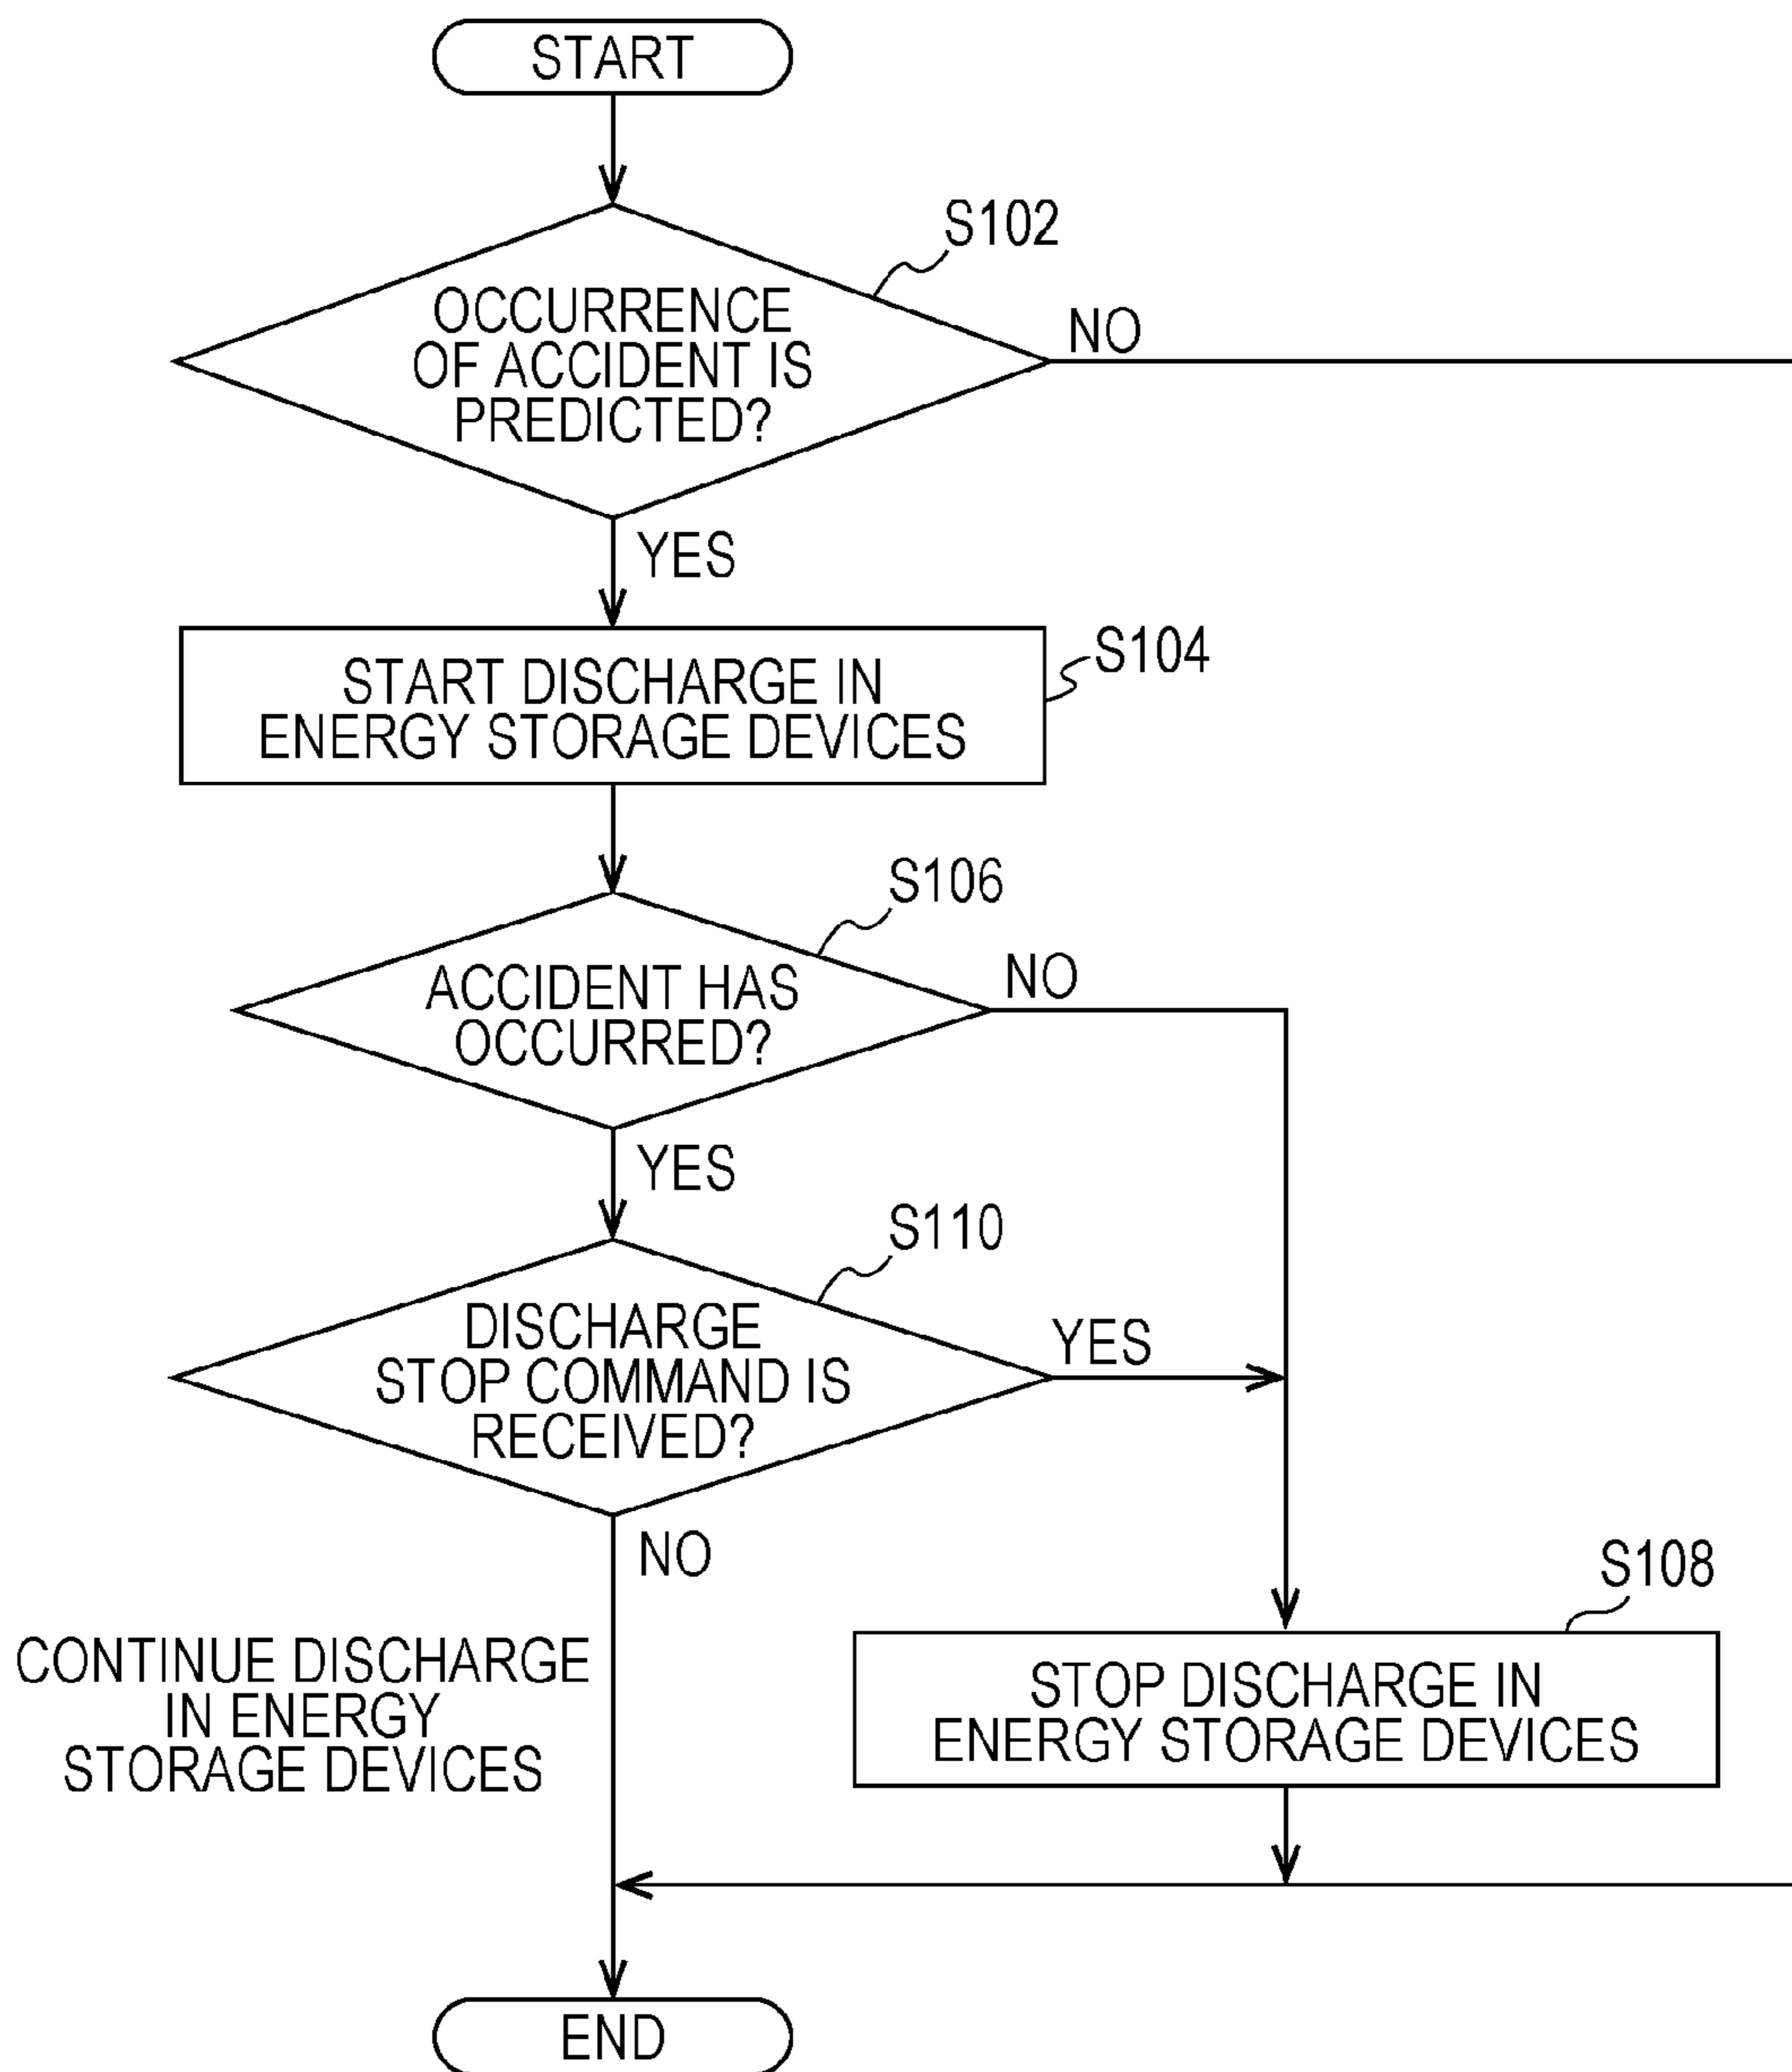 START
S102
OCCURRENCE
OF ACCIDENT IS
PREDICTED?
NO
YES
START DISCHARGE IN
ENERGY STORAGE DEVICES
S104
S106
ACCIDENT HAS
OCCURRED?
NO
YES
S110
DISCHARGE
STOP COMMAND IS
RECEIVED?
YES
NO
S108
CONTINUE DISCHARGE
IN ENERGY
STORAGE DEVICES
STOP DISCHARGE IN
ENERGY STORAGE DEVICES
END